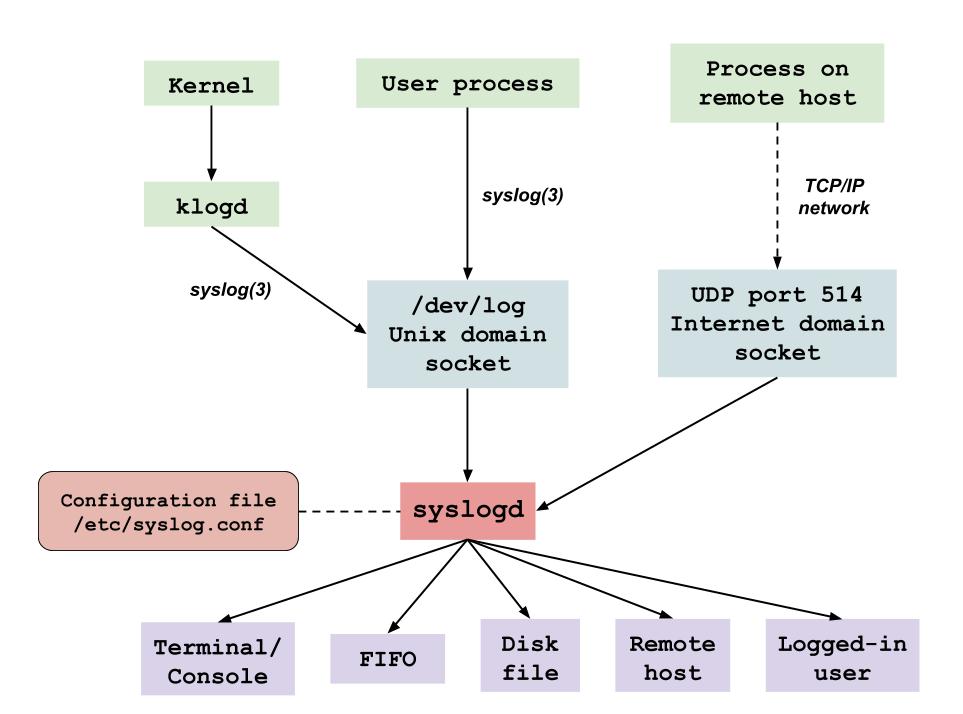 Kernel
User process
Process on
remote host
klogd
syslog(3)
TCP/IP
network
syslog(3)
/dev/log
Unix domain
socket
UDP port 514
Internet domain
socket
Configuration file
/etc/syslog.conf
syslogd
Terminal/
Console
FIFO
Disk
file
Remote
host
Logged-in
user